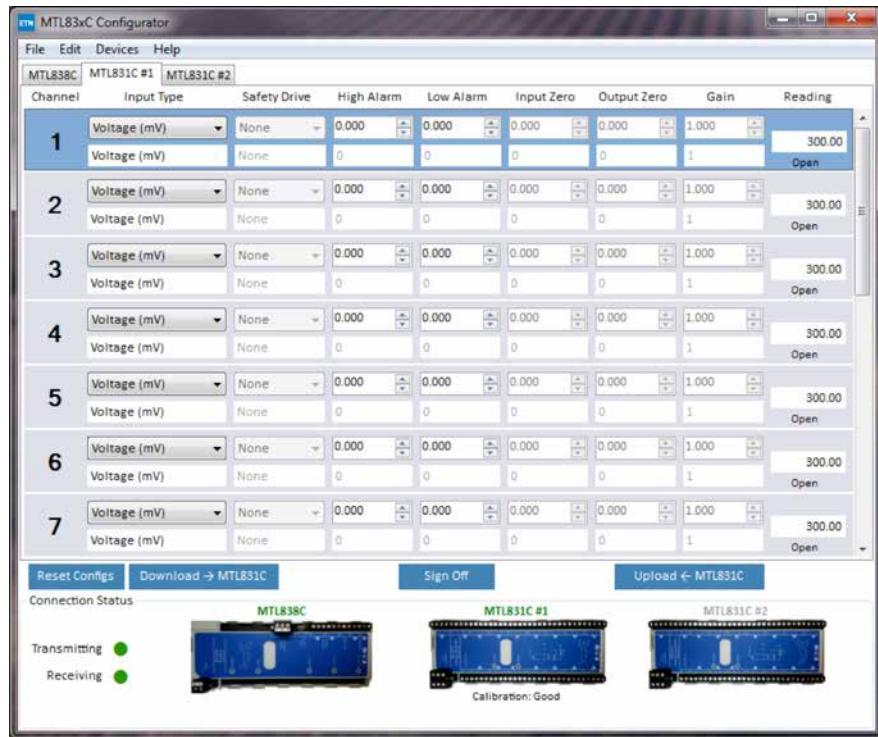 ETN MTL83xC Configurator
File Edit Devices Help
MTL838C MTL831C #1 MTL831C #2
Channel Input Type Safety Drive High Alarm Low Alarm Input Zero Output Zero Gain Reading
1 Voltage (mV) None 0.000 0.000 0.000 0.000 1.000 300.00
Voltage (mV) None 0 0 0 0 1 Open
2 Voltage (mV) None 0.000 0.000 0.000 0.000 1.000 300.00
Voltage (mV) None 0 0 0 0 1 Open
3 Voltage (mV) None 0.000 0.000 0.000 0.000 1.000 300.00
Voltage (mV) None 0 0 0 0 1 Open
4 Voltage (mV) None 0.000 0.000 0.000 0.000 1.000 300.00
Voltage (mV) None 0 0 0 0 1 Open
5 Voltage (mV) None 0.000 0.000 0.000 0.000 1.000 300.00
Voltage (mV) None 0 0 0 0 1 Open
6 Voltage (mV) None 0.000 0.000 0.000 0.000 1.000 300.00
Voltage (mV) None 0 0 0 0 1 Open
7 Voltage (mV) None 0.000 0.000 0.000 0.000 1.000 300.00
Voltage (mV) None 0 0 0 0 1 Open
Reset Configs Download → MTL831C Sign Off Upload ← MTL831C
Connection Status
MTL838C MTL831C #1 MTL831C #2
Transmitting
Receiving
Calibration: Good